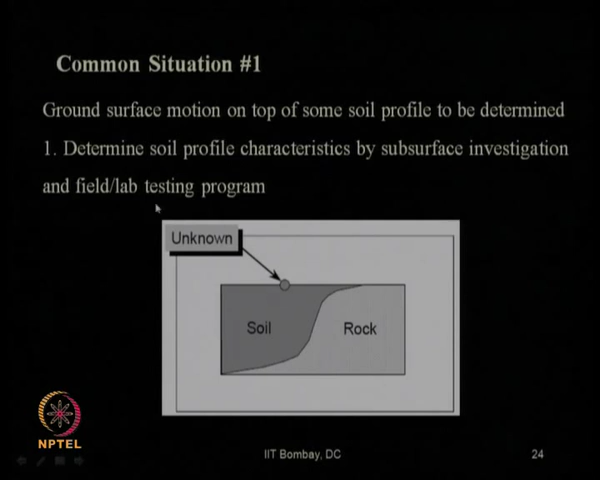 Common Situation #1
Ground surface motion on top of some soil profile to be determined
1. Determine soil profile characteristics by subsurface investigation
and field/lab testing program
Unknown
Soil
Rock
NPTEL
IIT Bombay, DC
24